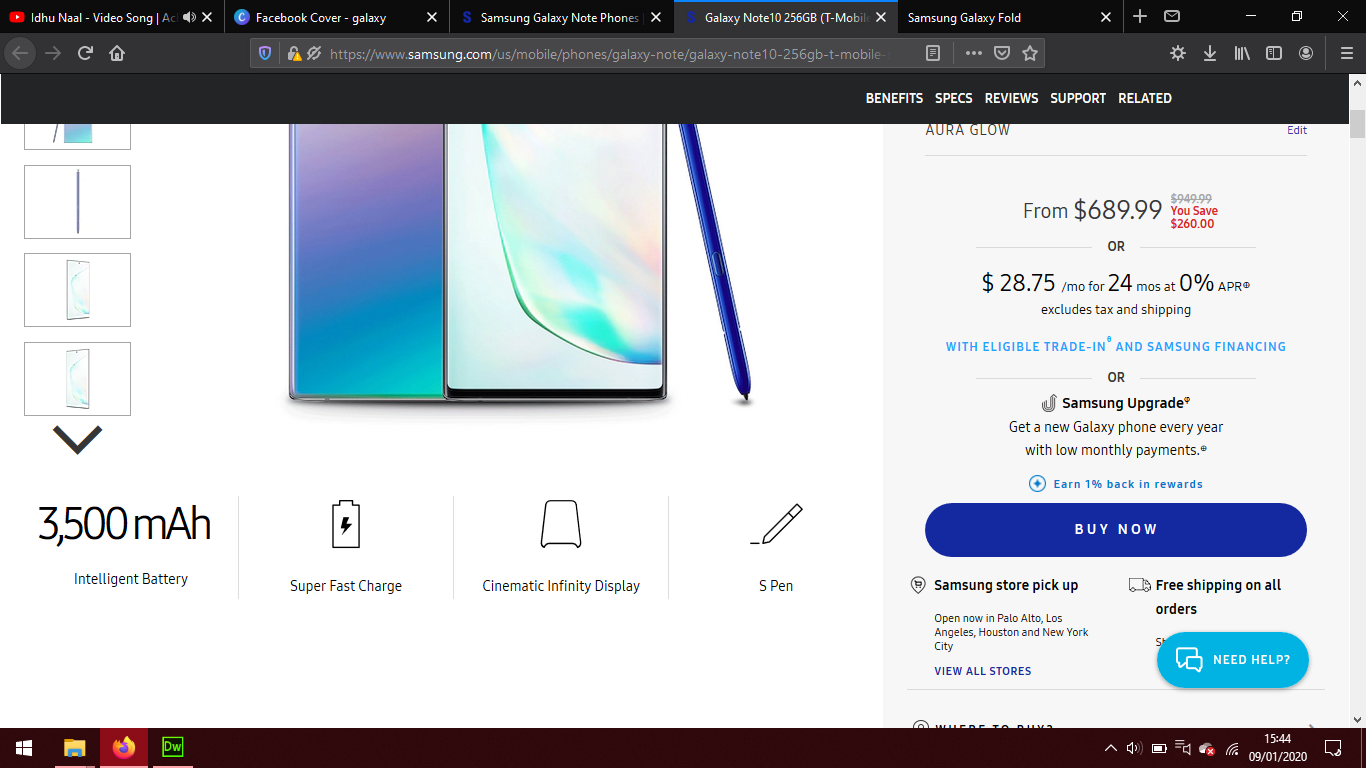 Idhu Naal - Video Song | Ac
Facebook Cover - galaxy
Samsung Galaxy Note Phones |
Galaxy Note10 256GB (T-Mobile
Samsung Galaxy Fold
https://www.samsung.com/us/mobile/phones/galaxy-note/galaxy-note10-256gb-t-mobile-
BENEFITS SPECS REVIEWS SUPPORT RELATED
AURA GLOW
Edit
From $689.99
$949.99
You Save
$260.00
OR
$ 28.75 /mo for 24 mos at 0% APR⊕
excludes tax and shipping
WITH ELIGIBLE TRADE-IN AND SAMSUNG FINANCING
OR
Samsung Upgrade
Get a new Galaxy phone every year
with low monthly payments.⊕
Earn 1% back in rewards
BUY NOW
3,500 mAh
Intelligent Battery
Super Fast Charge
Cinematic Infinity Display
S Pen
Samsung store pick up
Open now in Palo Alto, Los
Angeles, Houston and New York
City
VIEW ALL STORES
Free shipping on all
orders
NEED HELP?
WHERE TO BUY?
Dw
15:44
09/01/2020